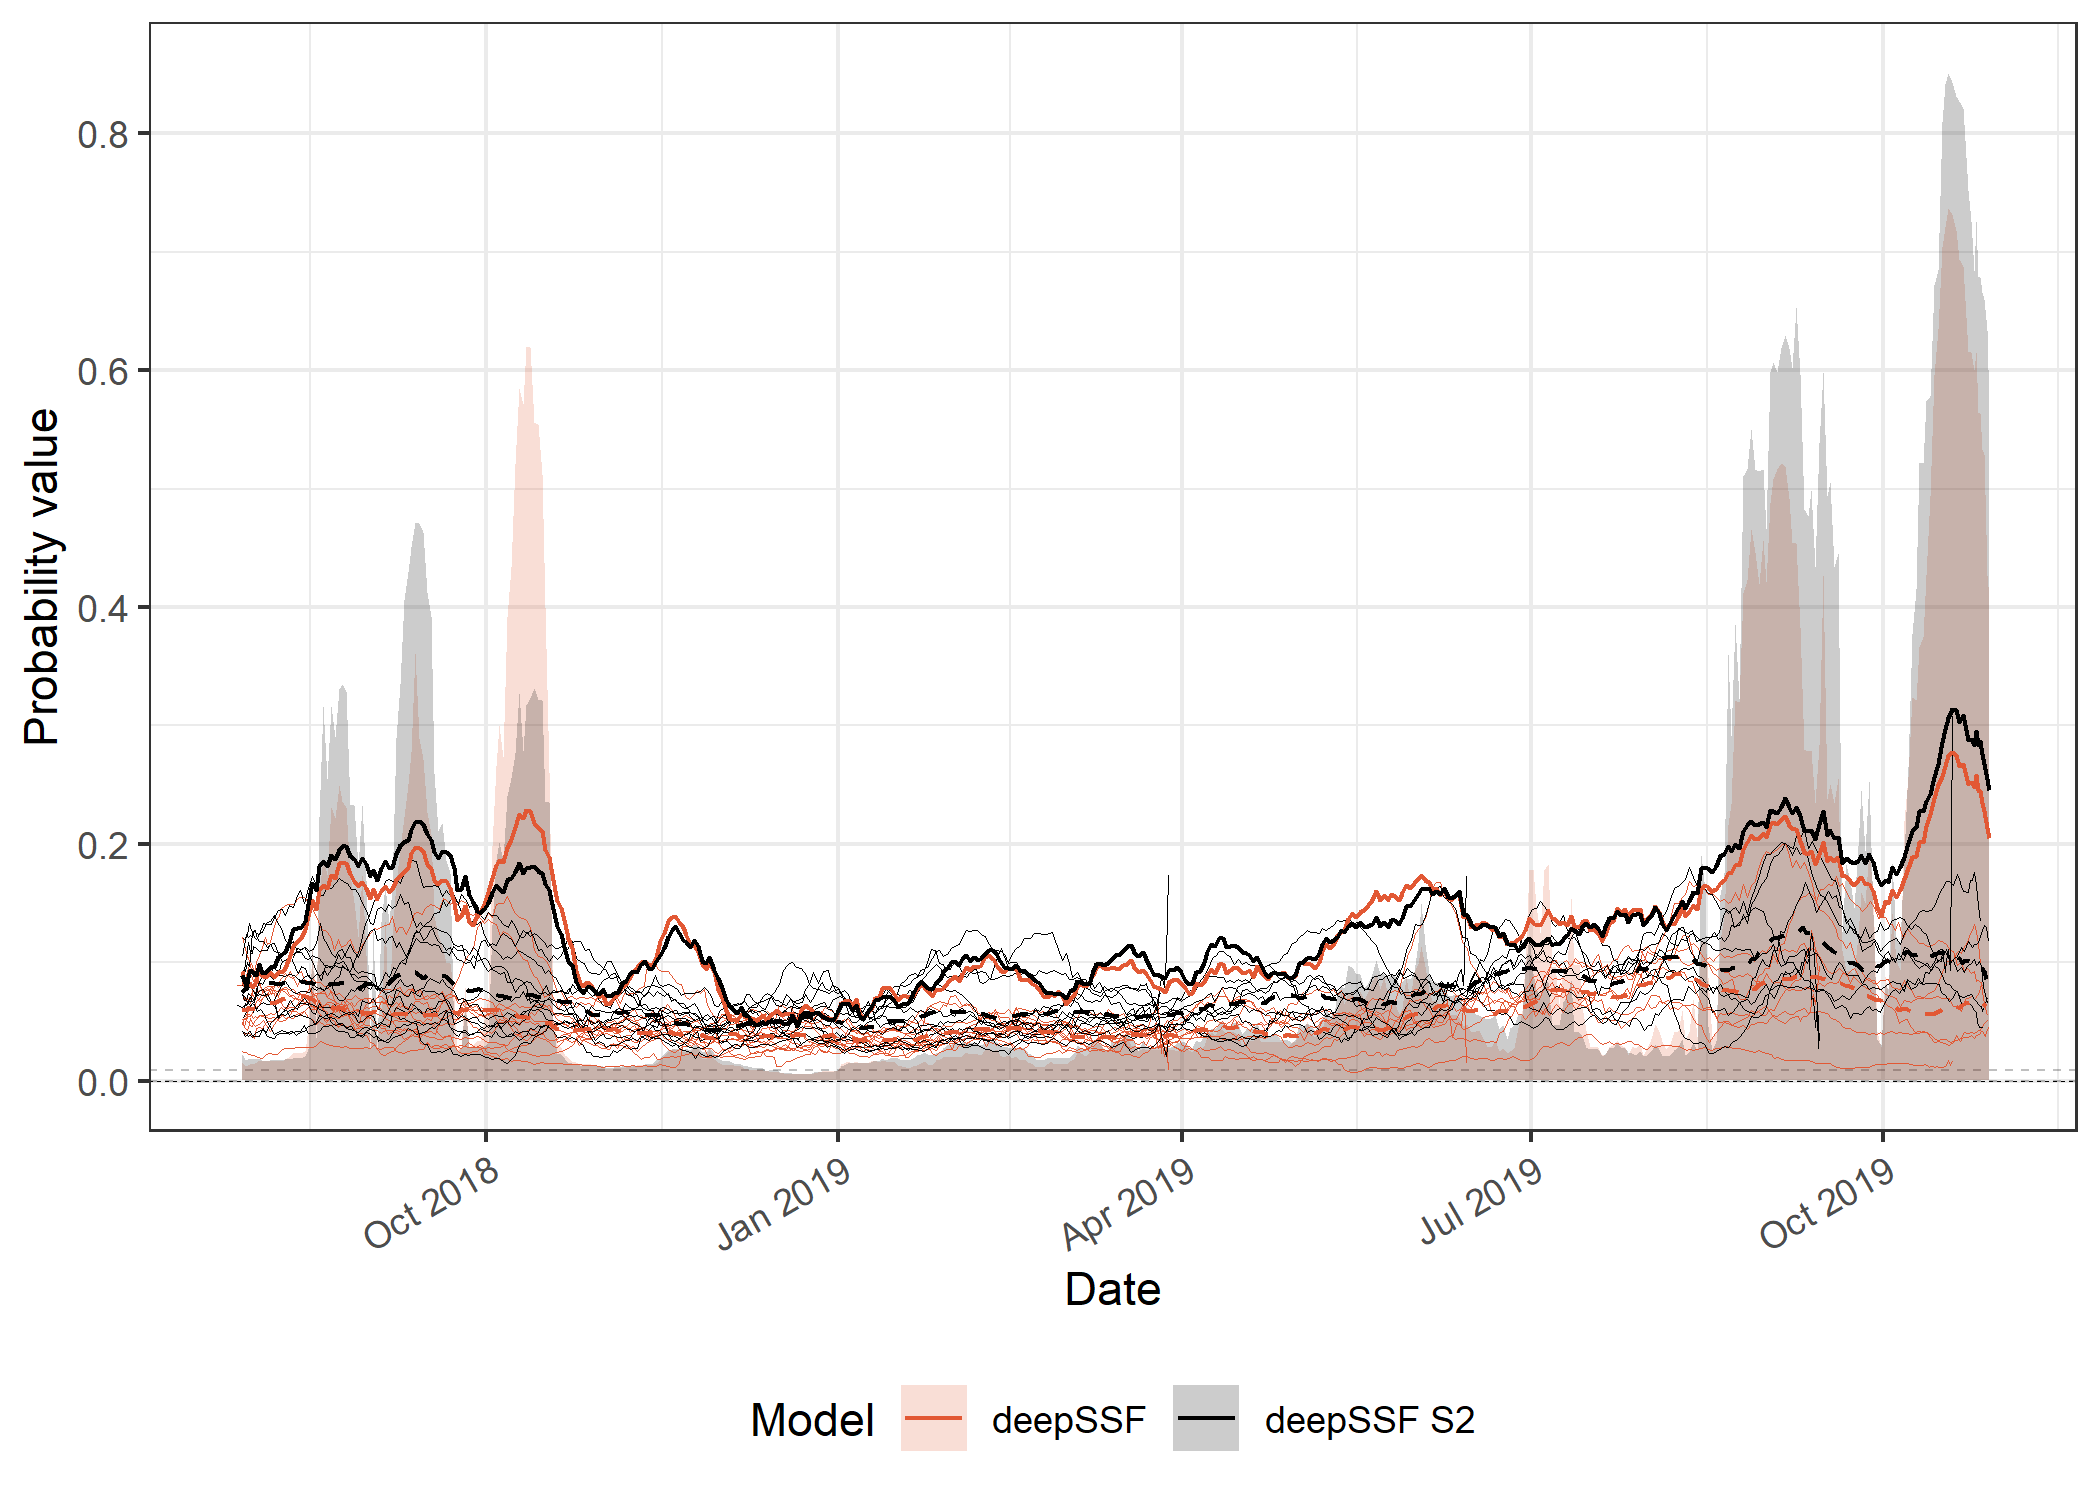 Probability value
0.8
0.6
0.4
0.2
0.0
Oct 2018
Jan 2019
Apr 2019
Jul 2019
Oct 2019
Date
Model deepSSF deepSSF S2